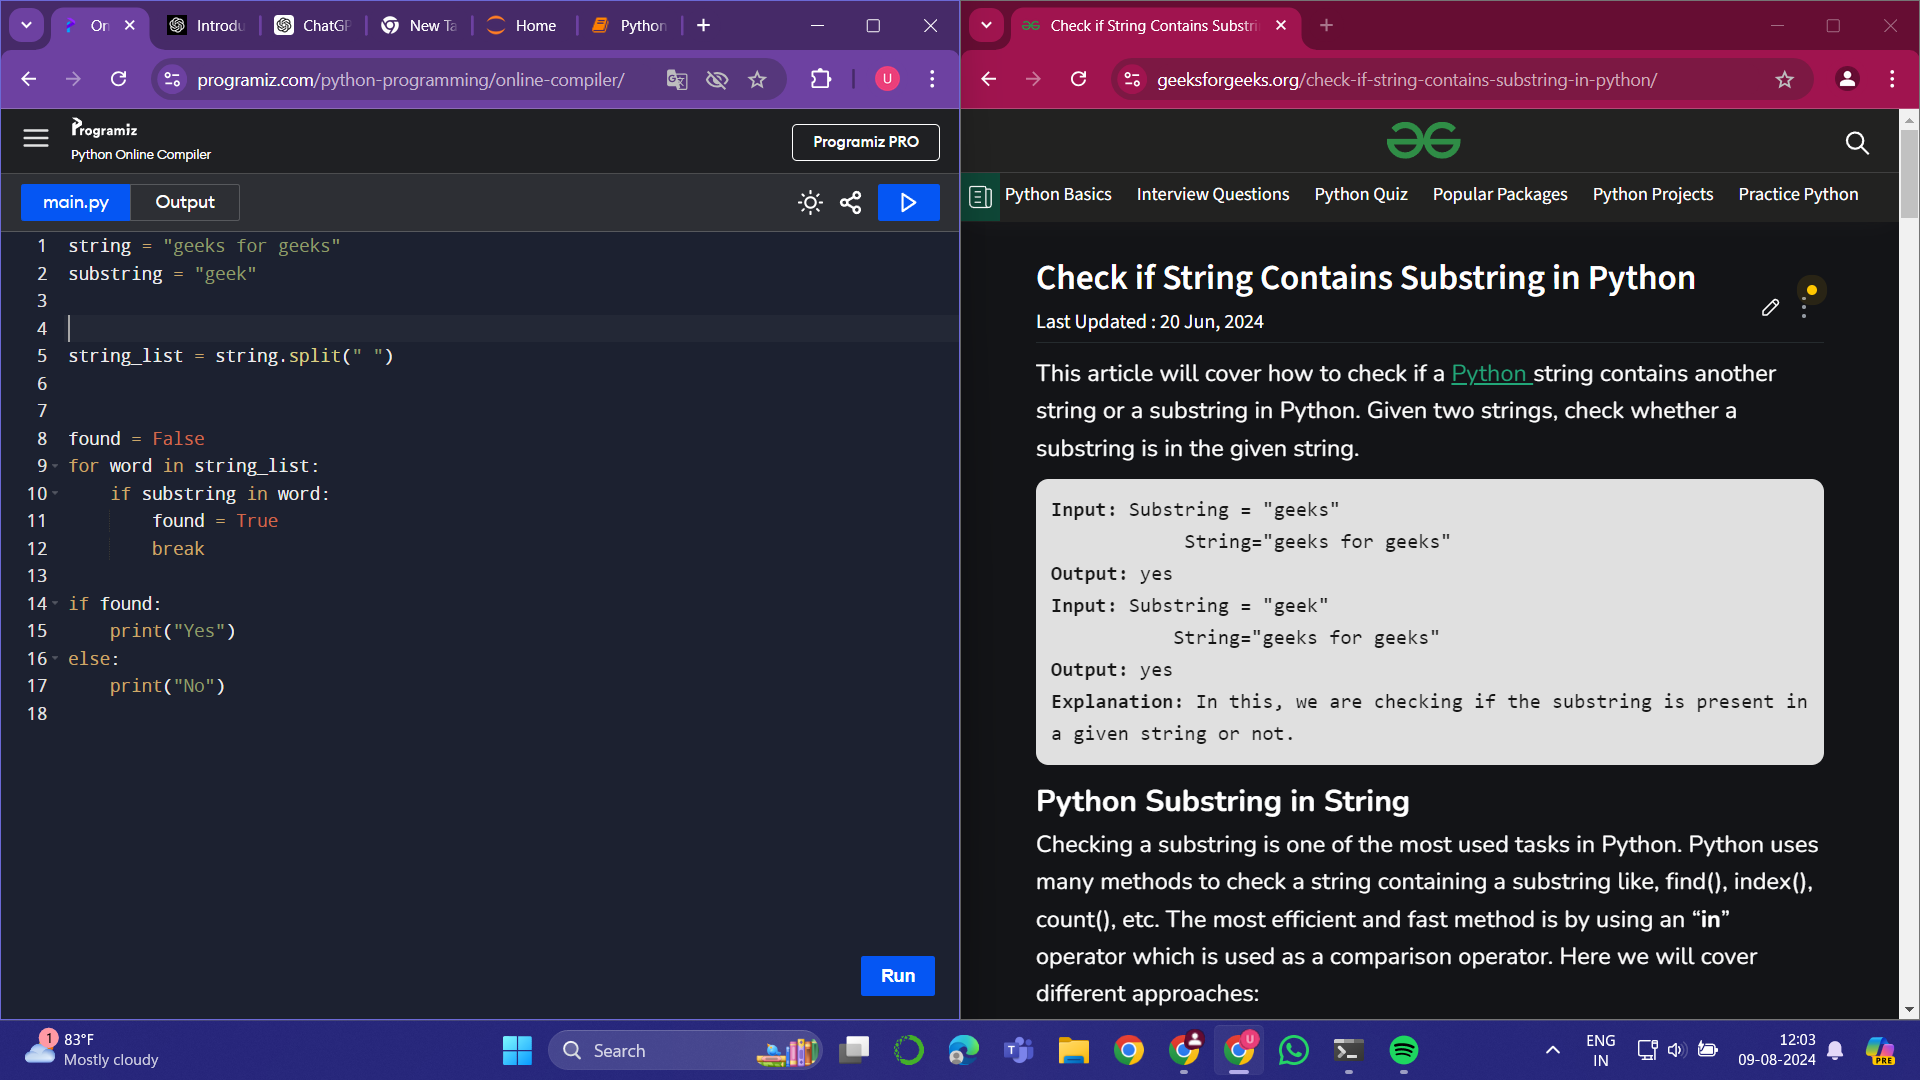 On
Introdu
ChatGP
New Ta
Home
Python
programiz.com/python-programming/online-compiler/
U
Programiz
Python Online Compiler
Programiz PRO
main.py
Output
1 string = "geeks for geeks"
2 substring = "geek"
3
4
5 string_list = string.split(" ")
6
7
8 found = False
9 for word in string_list:
10 if substring in word:
11 found = True
12 break
13
14 if found:
15 print("Yes")
16 else:
17 print("No")
18
Run
Check if String Contains Substri
geeksforgeeks.org/check-if-string-contains-substring-in-python/
Python Basics Interview Questions Python Quiz Popular Packages Python Projects Practice Python
Check if String Contains Substring in Python
Last Updated : 20 Jun, 2024
This article will cover how to check if a Python string contains another
string or a substring in Python. Given two strings, check whether a
substring is in the given string.
Input: Substring = "geeks"
String="geeks for geeks"
Output: yes
Input: Substring = "geek"
String="geeks for geeks"
Output: yes
Explanation: In this, we are checking if the substring is present in
a given string or not.
Python Substring in String
Checking a substring is one of the most used tasks in Python. Python uses
many methods to check a string containing a substring like, find(), index(),
count(), etc. The most efficient and fast method is by using an “in”
operator which is used as a comparison operator. Here we will cover
different approaches:
1
83°F
Mostly cloudy
Search
U
ENG
IN
12:03
09-08-2024
PRE